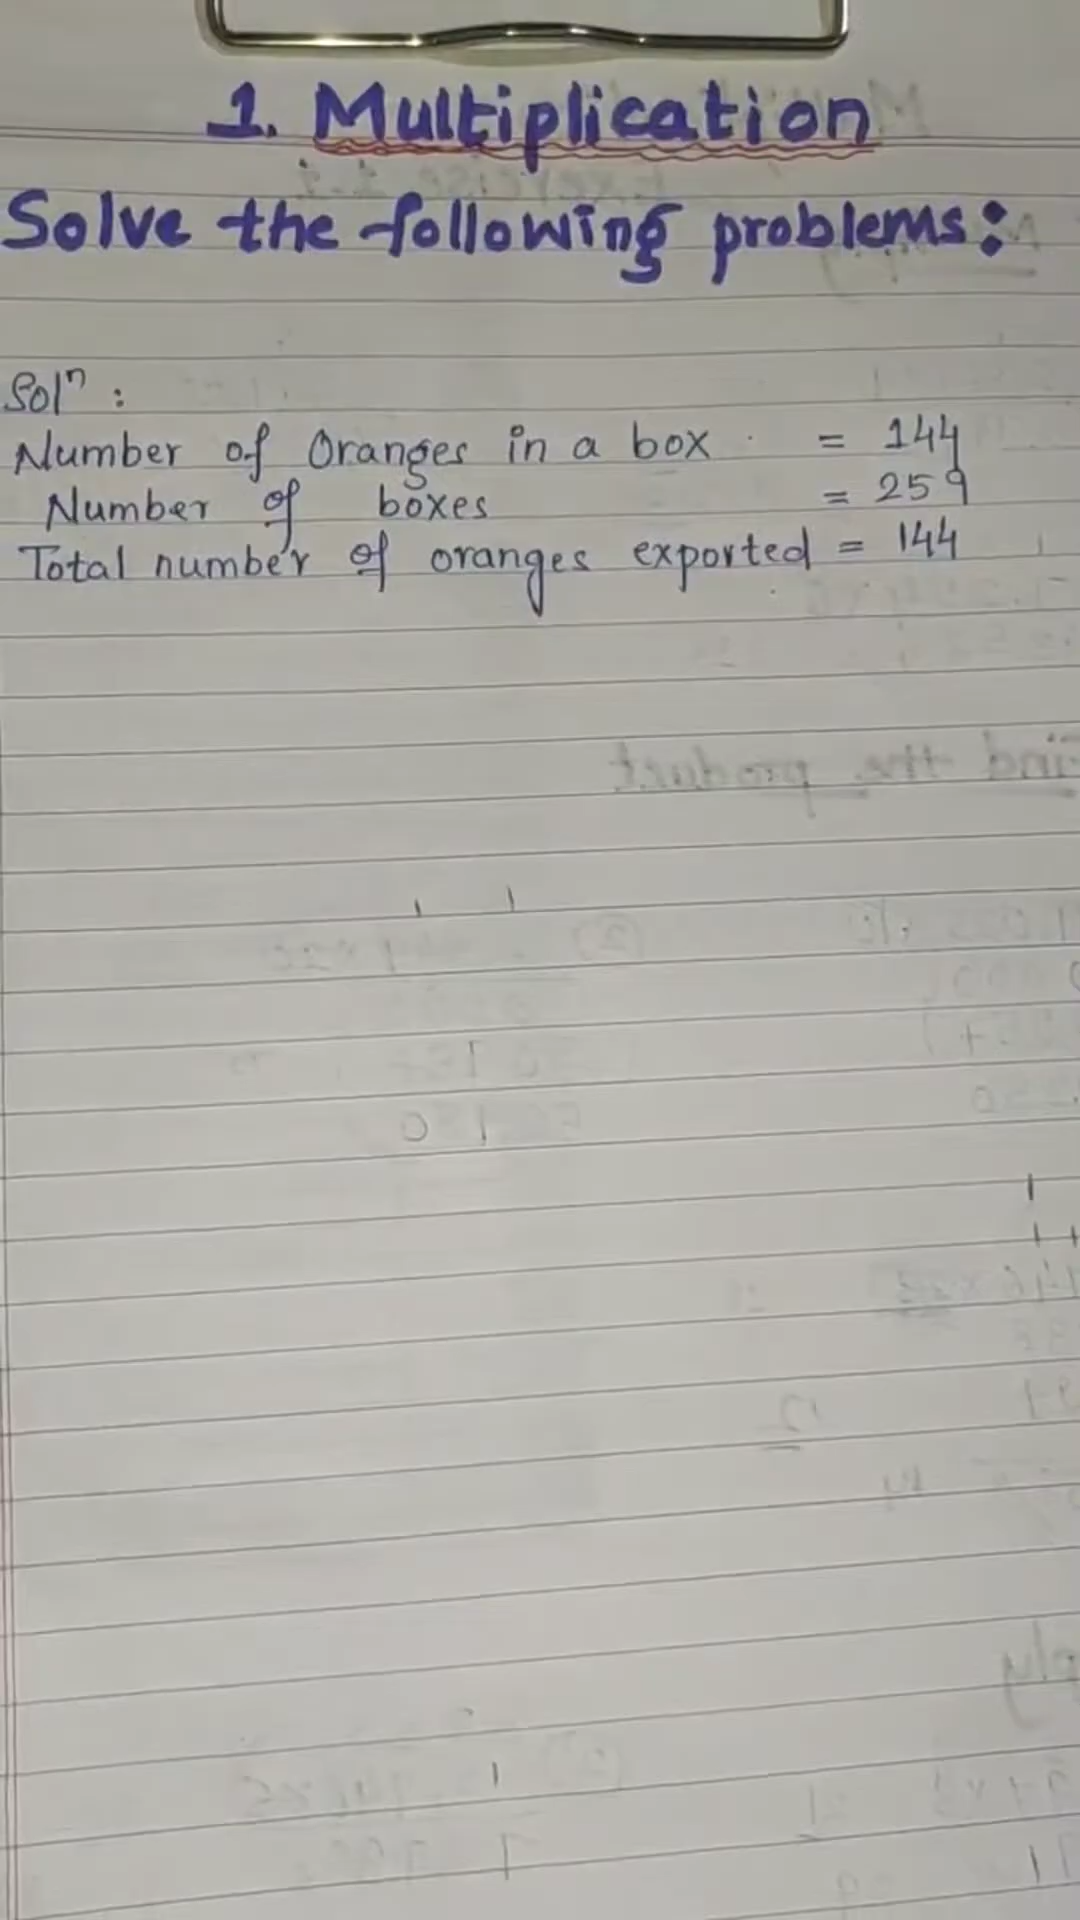 1. Multiplication
Solve the following problems:
Solⁿ :
Number of Oranges in a box = 144
Number of boxes = 259
Total number of oranges exported = 144